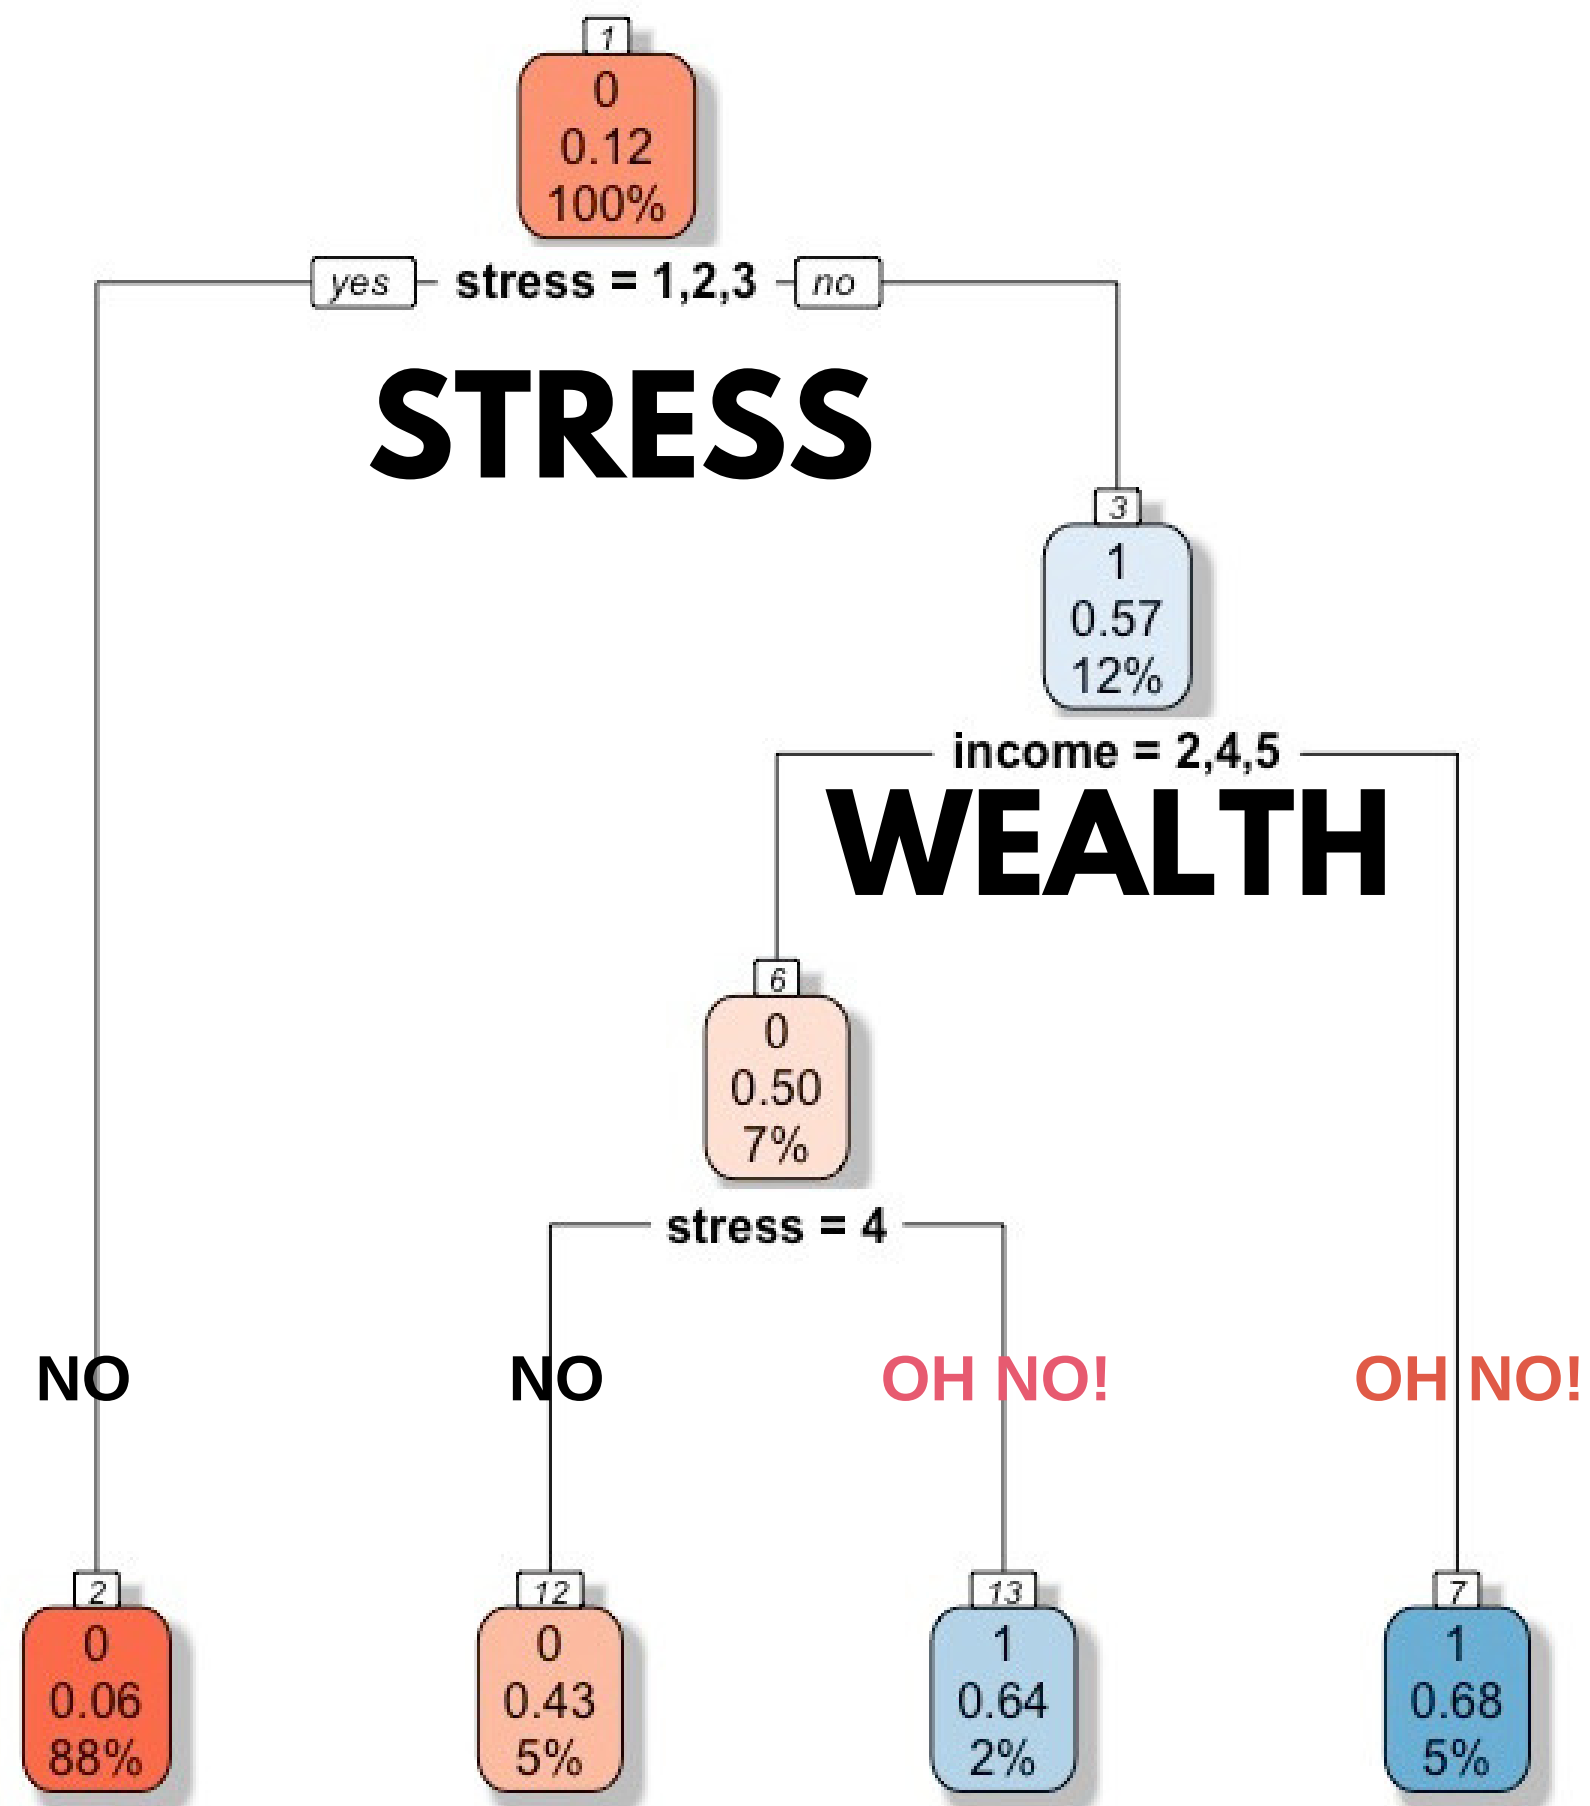 1
0
0.12
100%
yes stress = 1,2,3 no
STRESS
3
1
0.57
12%
income = 2,4,5
WEALTH
6
0
0.50
7%
stress = 4
NO NO OH NO! OH NO!
2 12 13 7
0 0 1 1
0.06 0.43 0.64 0.68
88% 5% 2% 5%